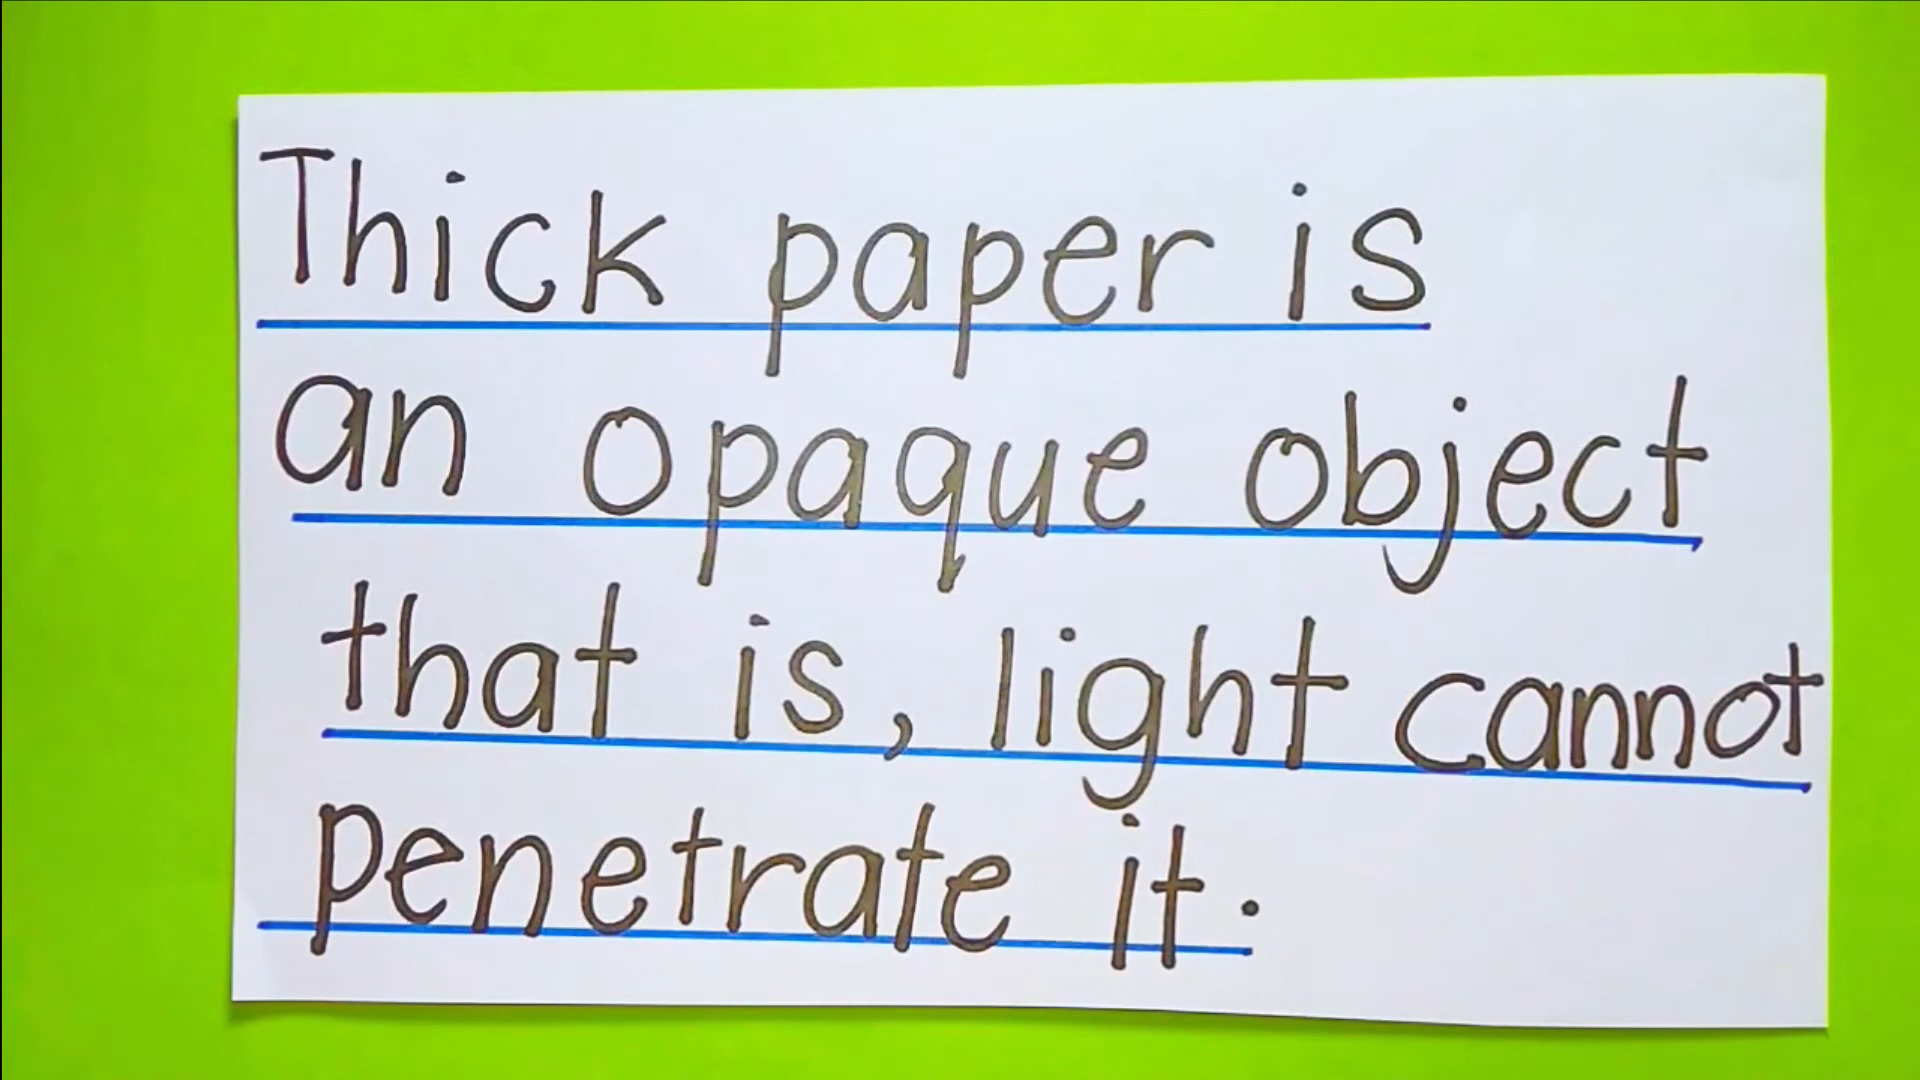 Thick paper is
an opaque object
that is, light cannot
penetrate it.